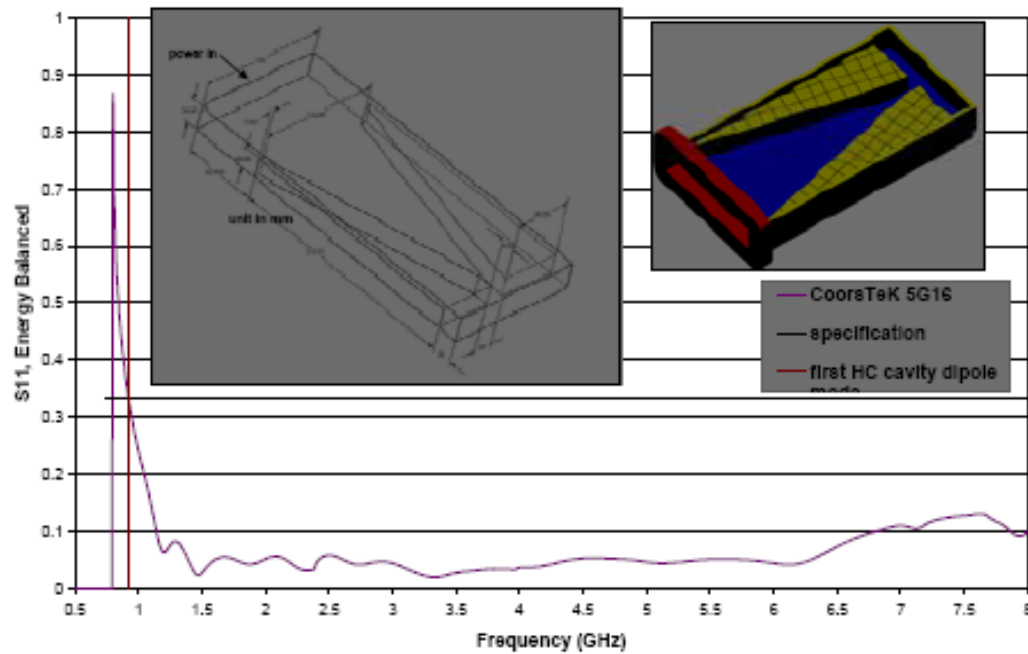 1
0.9
0.8
0.7
0.6
0.5
0.4
0.3
0.2
0.1
0
S11, Energy Balanced
power in
unit in mm
CoorsTeK 5G16
specification
first HC cavity dipole
mode
0.5 1 1.5 2 2.5 3 3.5 4 4.5 5 5.5 6 6.5 7 7.5 8
Frequency (GHz)